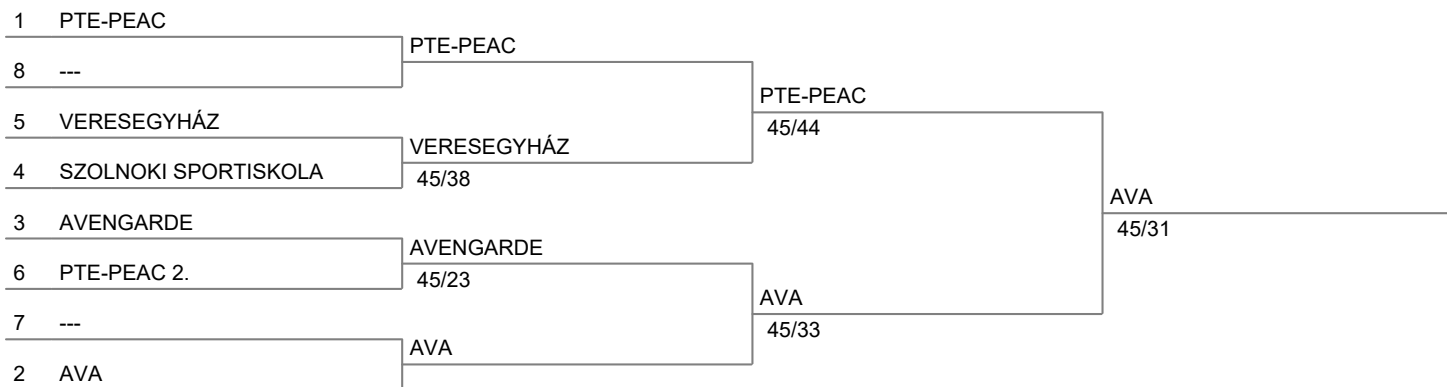 1 PTE-PEAC
PTE-PEAC
8 ---
PTE-PEAC
5 VERESEGYHÁZ
45/44
VERESEGYHÁZ
4 SZOLNOKI SPORTISKOLA
45/38
AVA
3 AVENGARDE
45/31
AVENGARDE
6 PTE-PEAC 2.
45/23
AVA
7 ---
45/33
AVA
2 AVA